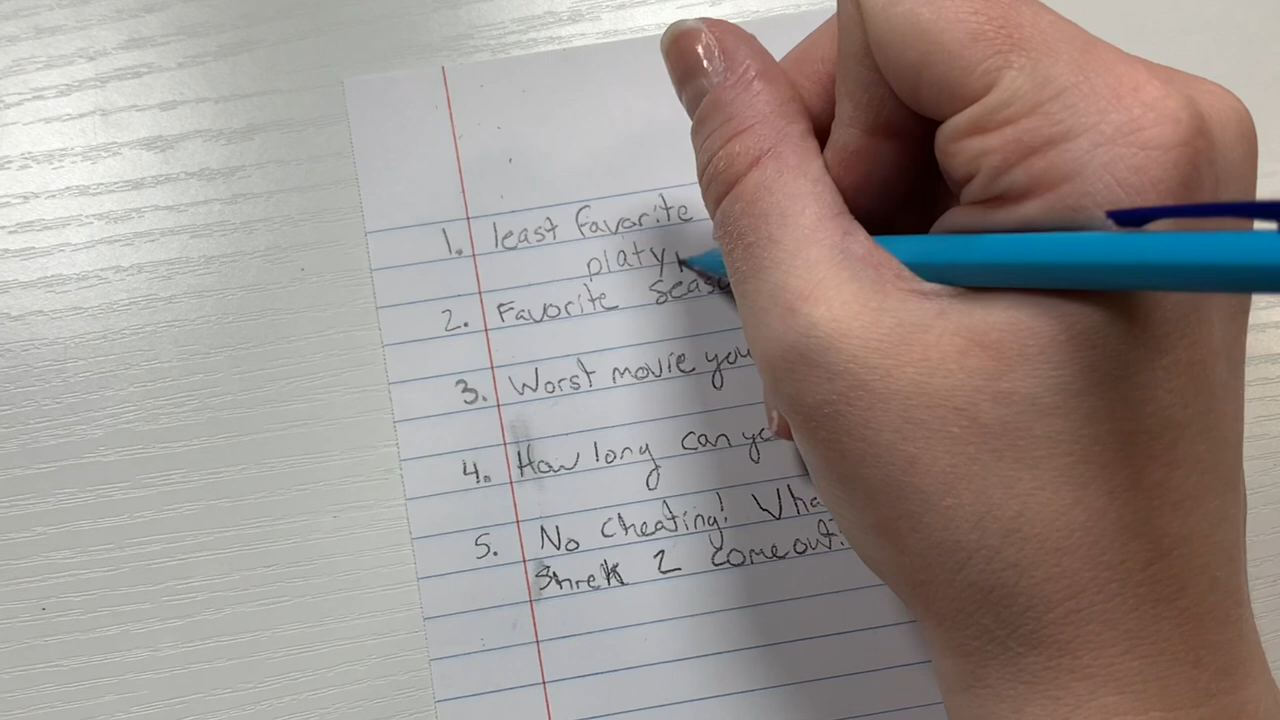 1. least favorite
platy
2. Favorite seaso
3. Worst movie you
4. How long can yo
5. No cheating! Wha
Shrek 2 come out?